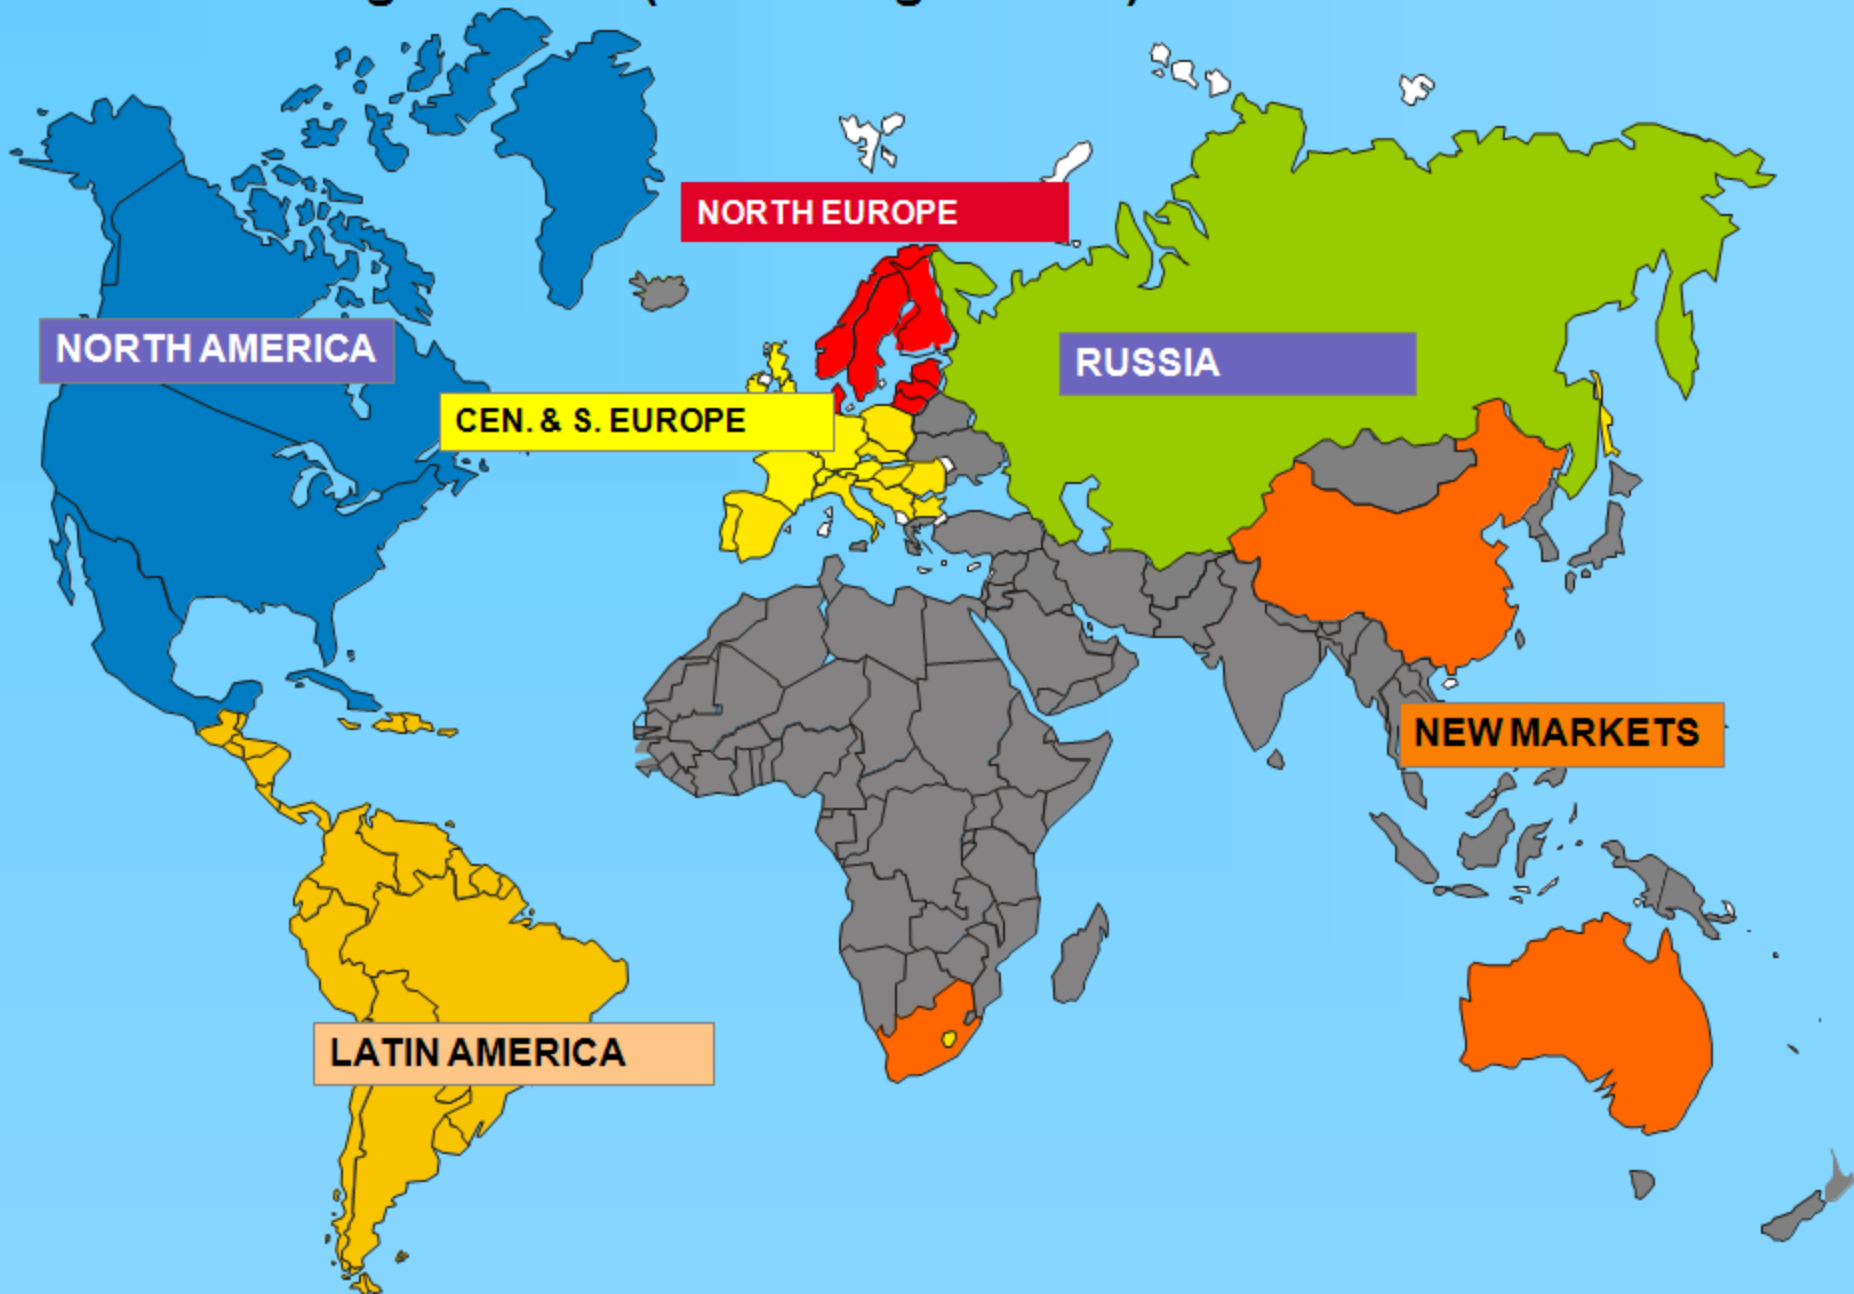 NORTH EUROPE
NORTH AMERICA
RUSSIA
CEN. & S. EUROPE
NEW MARKETS
LATIN AMERICA